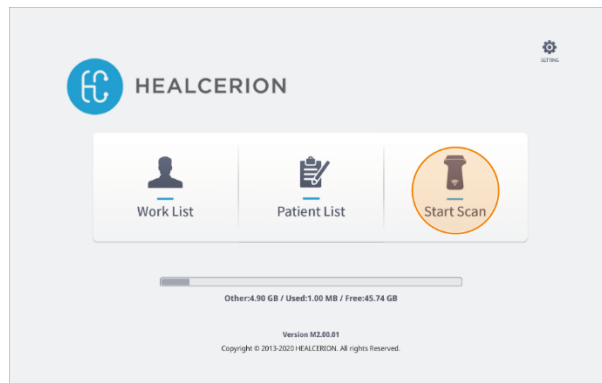 SETTING
HEALCERION
Work List
Patient List
Start Scan
Other:4.90 GB / Used:1.00 MB / Free:45.74 GB
Version M2.00.01
Copyright © 2013-2020 HEALCERION. All rights Reserved.